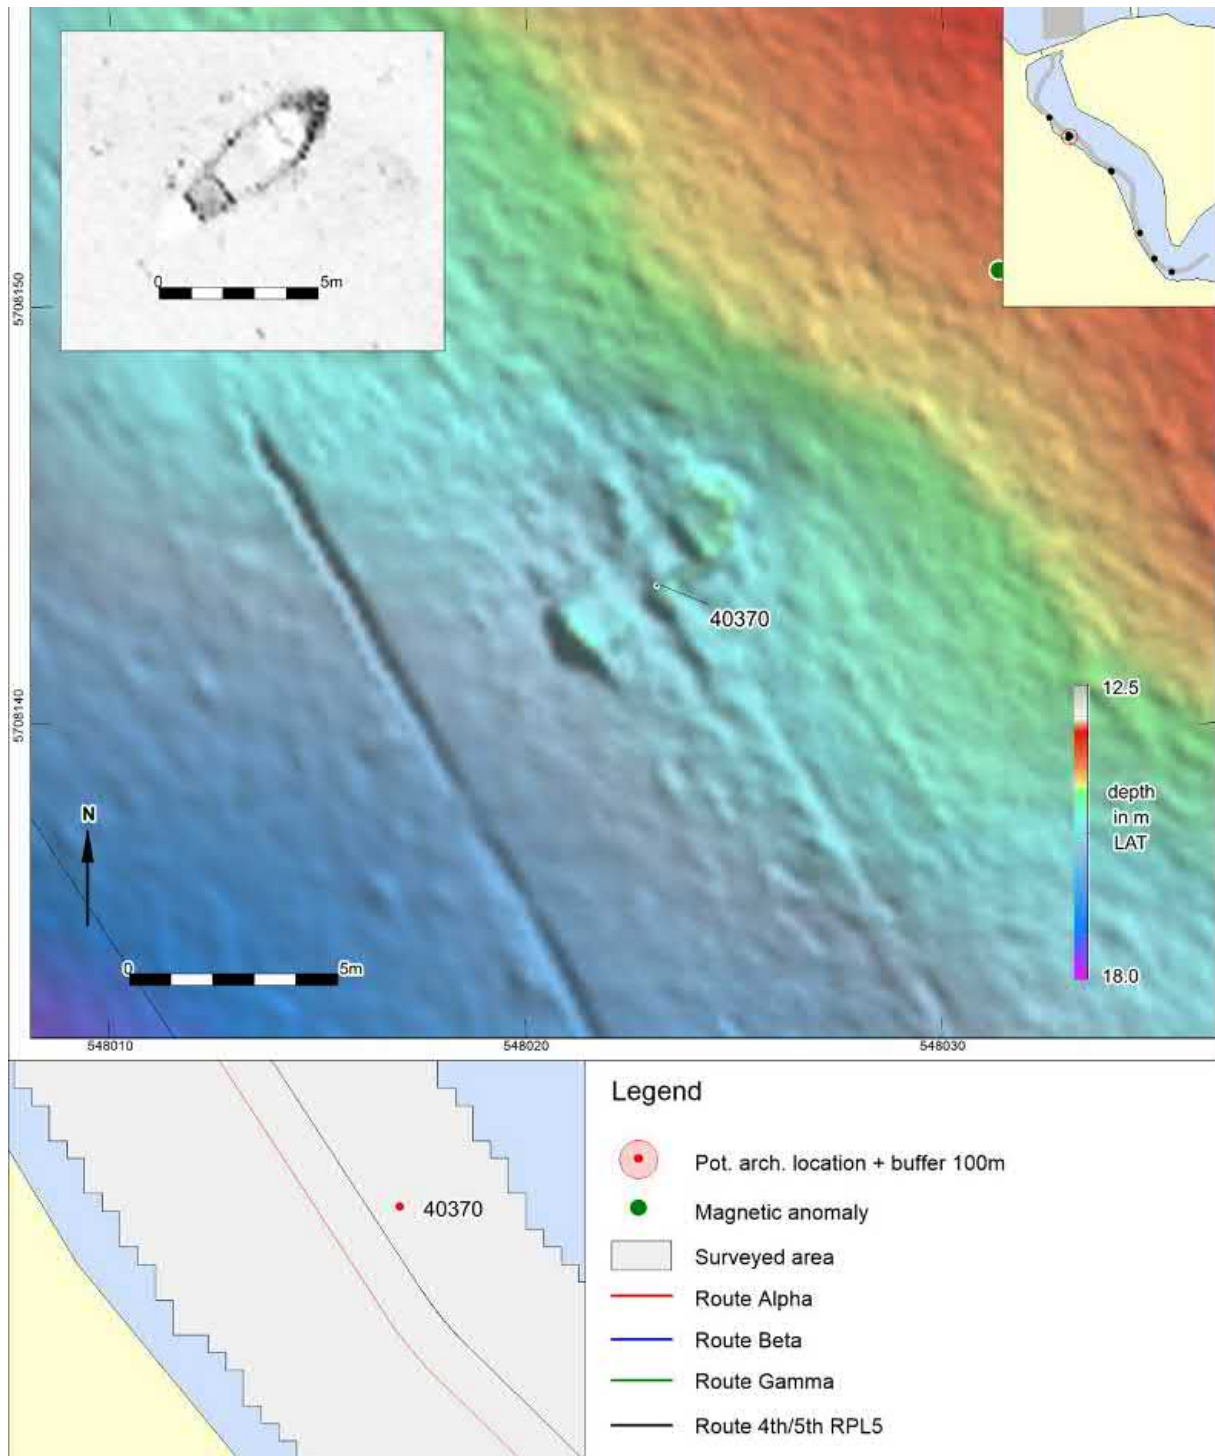 0
5m
5708150
40370
5708140
12.5
depth
in m
LAT
18.0
N
0
5m
548010
548020
548030
40370
Legend
Pot. arch. location + buffer 100m
Magnetic anomaly
Surveyed area
Route Alpha
Route Beta
Route Gamma
Route 4th/5th RPL5